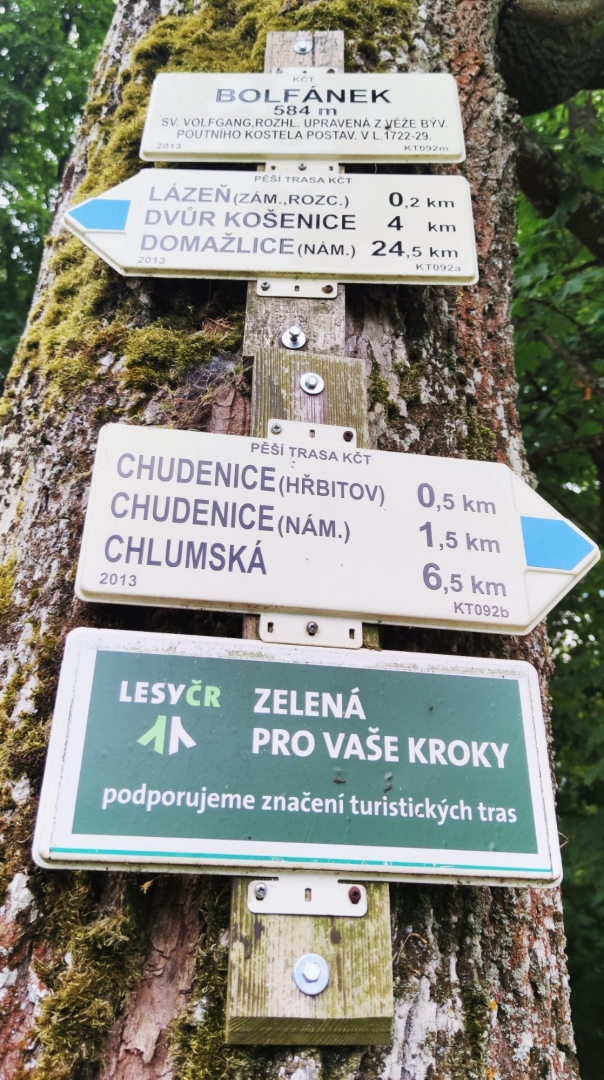 KČT
BOLFÁNEK
584 m
SV. VOLFGANG,ROZHL. UPRAVENÁ Z VĚŽE BÝV.
POUTNÍHO KOSTELA POSTAV. V L.1722-29.
2013 KT092m
PĚŠÍ TRASA KČT
LÁZEŇ(ZÁM.,ROZC.) 0,2 km
DVŮR KOŠENICE 4 km
DOMAŽLICE(NÁM.) 24,5 km
2013 KT092a
PĚŠÍ TRASA KČT
CHUDENICE(HŘBITOV) 0,5 km
CHUDENICE(NÁM.) 1,5 km
CHLUMSKÁ 6,5 km
2013 KT092b
LESYČR ZELENÁ
PRO VAŠE KROKY
podporujeme značení turistických tras